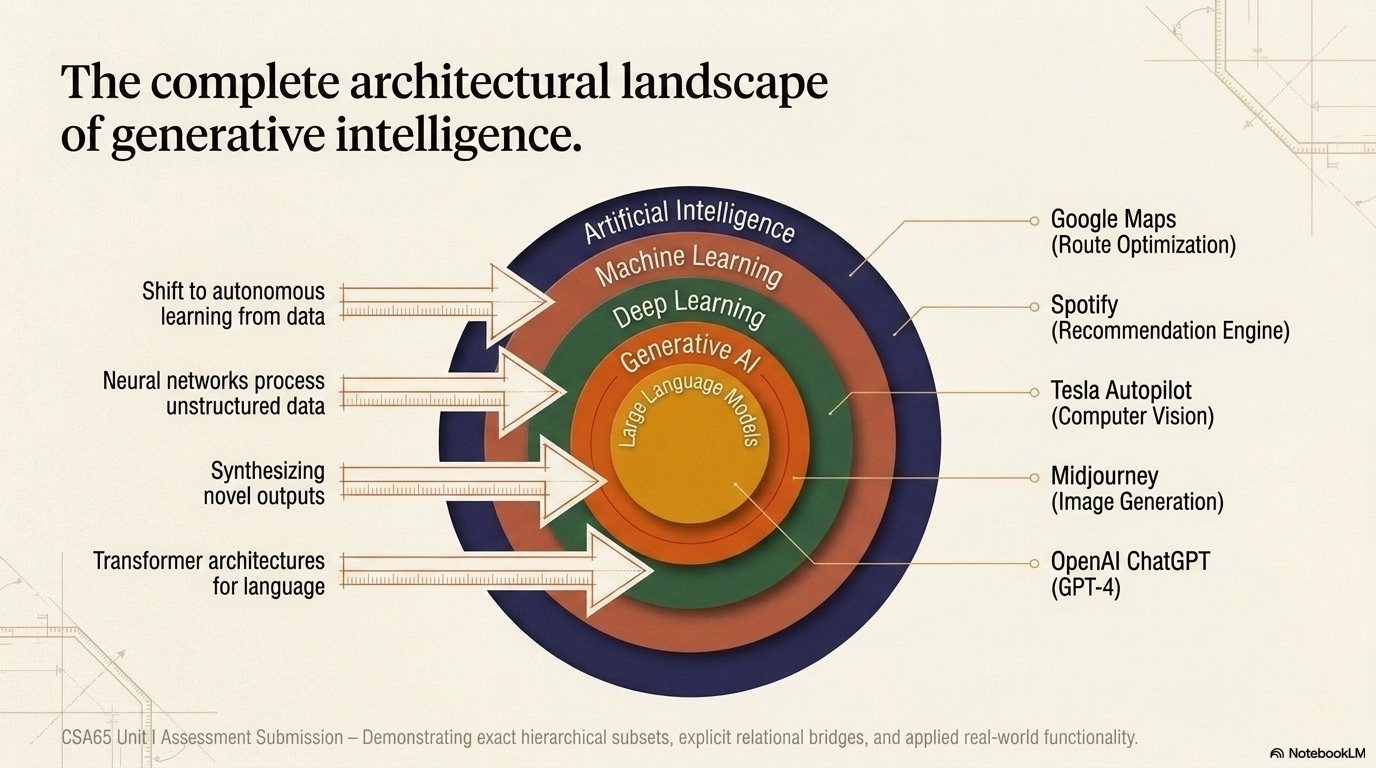 The complete architectural landscape
of generative intelligence.
Artificial Intelligence
Machine Learning
Deep Learning
Generative AI
Large Language Models
Shift to autonomous
learning from data
Neural networks process
unstructured data
Synthesizing
novel outputs
Transformer architectures
for language
Google Maps
(Route Optimization)
Spotify
(Recommendation Engine)
Tesla Autopilot
(Computer Vision)
Midjourney
(Image Generation)
OpenAI ChatGPT
(GPT-4)
CSA65 Unit I Assessment Submission – Demonstrating exact hierarchical subsets, explicit relational bridges, and applied real-world functionality.
NotebookLM